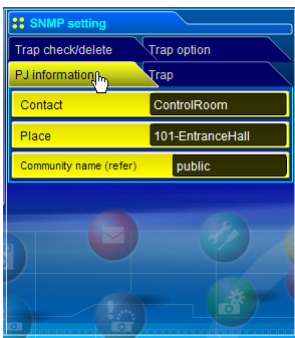 SNMP setting
Trap check/delete Trap option
PJ information Trap
Contact ControlRoom
Place 101-EntranceHall
Community name (refer) public